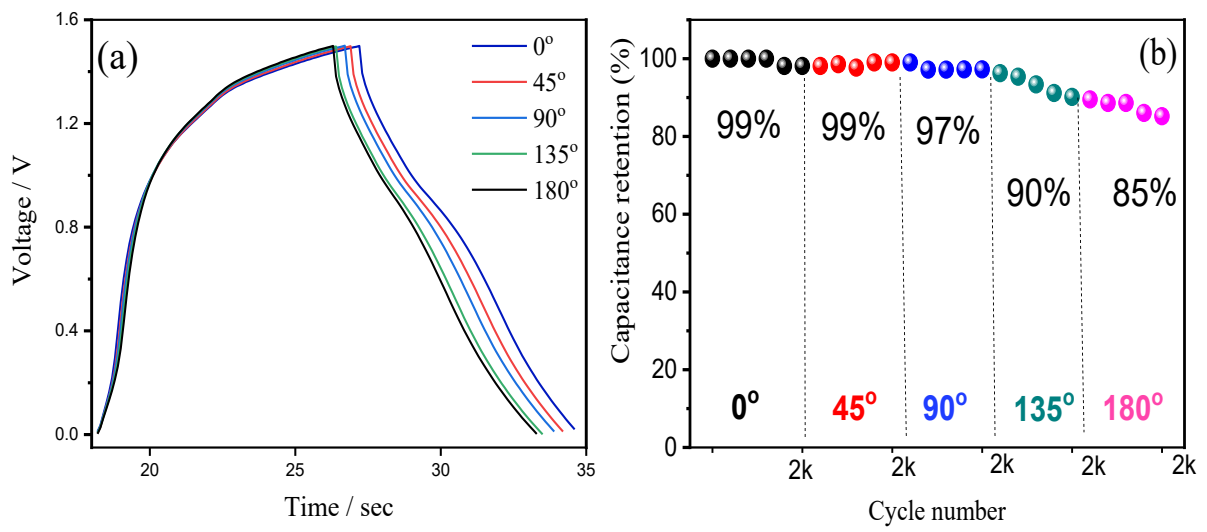 (a)
0º
45º
90º
135º
180º
Voltage / V
1.6
1.2
0.8
0.4
0.0
20
25
30
35
Time / sec
(b)
Capacitance retention (%)
100
80
60
40
20
0
99%
99%
97%
90%
85%
0º
45º
90º
135º
180º
2k
2k
2k
2k
2k
Cycle number